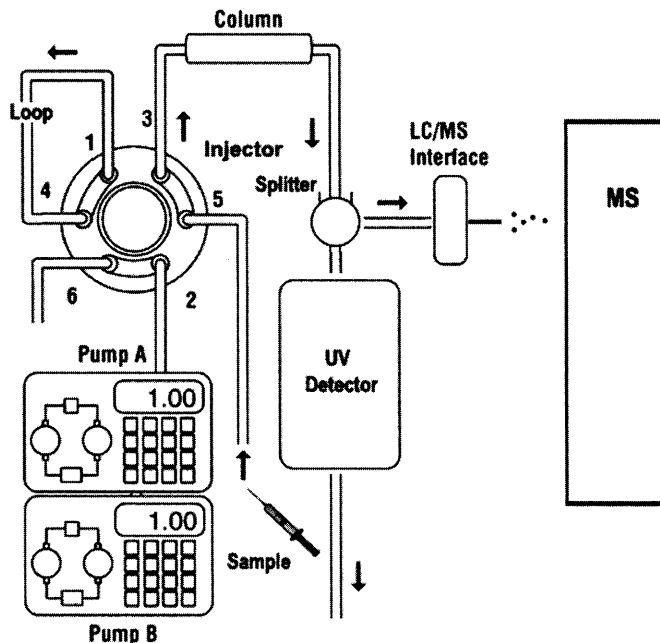 Column
Loop
1
3
Injector
LC/MS
Interface
Splitter
MS
4
5
6
2
Pump A
1.00
UV
Detector
1.00
Sample
Pump B